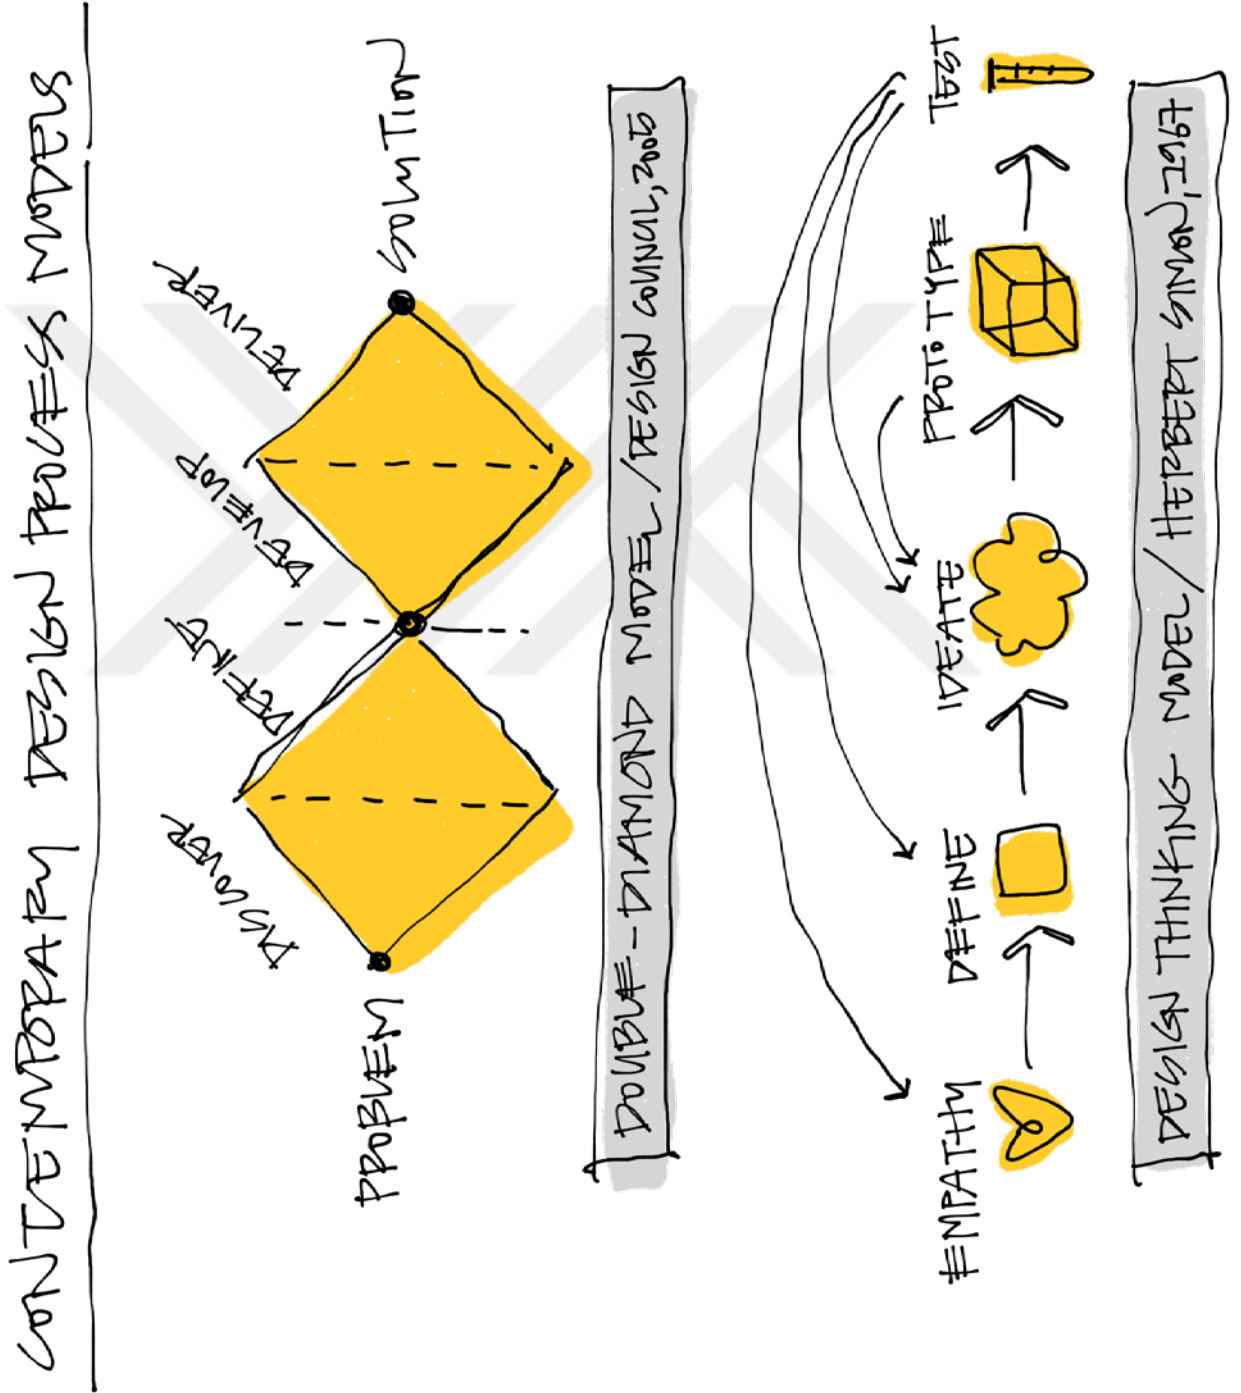 CONTEMPORARY DESIGN PROCESS MODELS
DISCOVER
DEFINE
DEVELOP
DELIVER
PROBLEM
SOLUTION
DOUBLE-DIAMOND MODEL / DESIGN COUNCIL, 2005
EMPATHY
DEFINE
IDEATE
PROTOTYPE
TEST
DESIGN THINKING MODEL / HERBERT SIMON, 1969